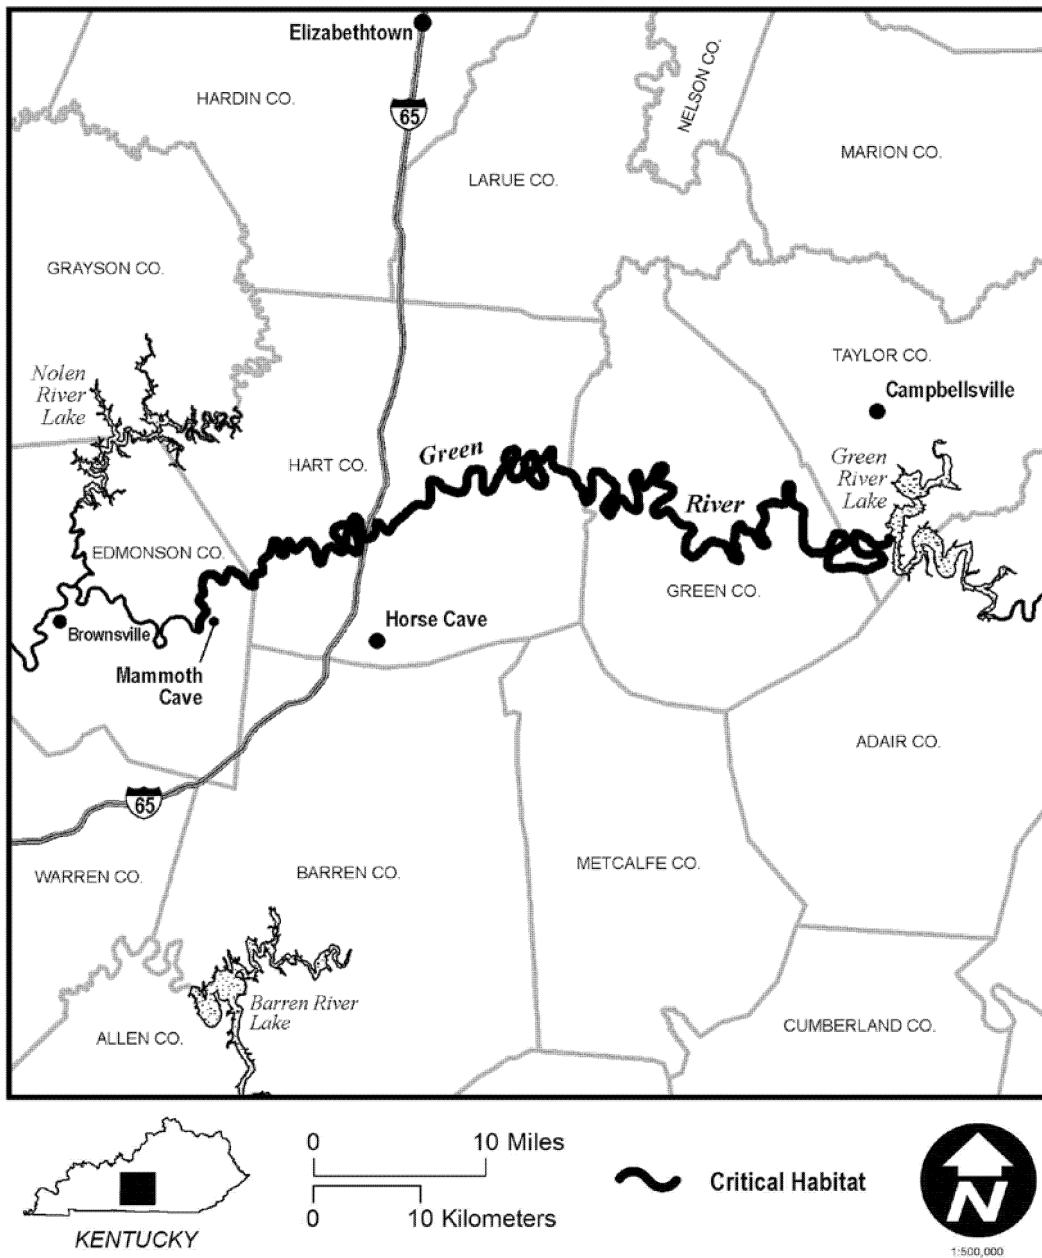 Elizabethtown
HARDIN CO.
65
NELSON CO.
MARION CO.
LARUE CO.
GRAYSON CO.
TAYLOR CO.
Nolen
River
Lake
Campbellsville
Green
HART CO.
Green
River
Lake
River
EDMONSON CO.
GREEN CO.
Brownsville
Horse Cave
Mammoth
Cave
ADAIR CO.
65
WARREN CO.
BARREN CO.
METCALFE CO.
Barren River
Lake
ALLEN CO.
CUMBERLAND CO.
KENTUCKY
0 10 Miles
0 10 Kilometers
Critical Habitat
N
1:500,000